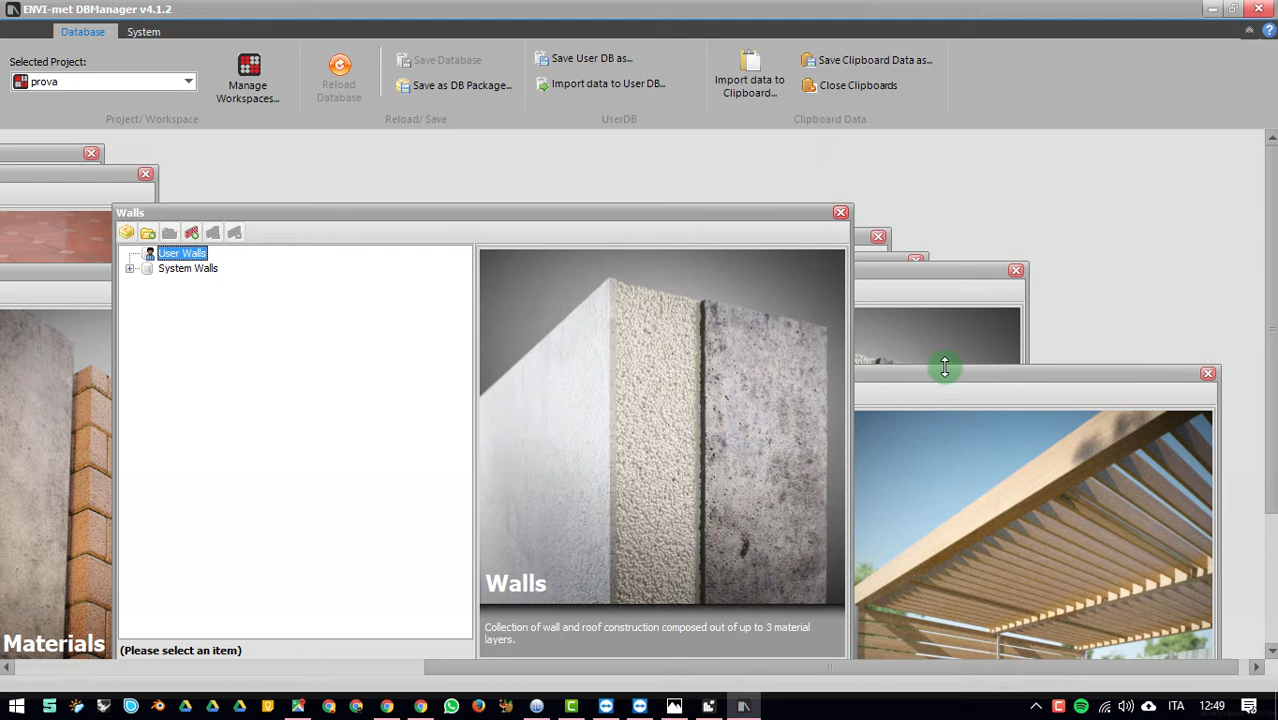 ENVI-met DBManager v4.1.2
Database
System
Selected Project:
prova
Manage
Workspaces...
Reload
Database
Save Database
Save as DB Package...
Save User DB as...
Import data to User DB...
Import data to
Clipboard...
Save Clipboard Data as...
Close Clipboards
Project/ Workspace
Reload/ Save
UserDB
Clipboard Data
Walls
User Walls
System Walls
Walls
Collection of wall and roof construction composed out of up to 3 material
layers.
Materials
(Please select an item)
ITA
12:49